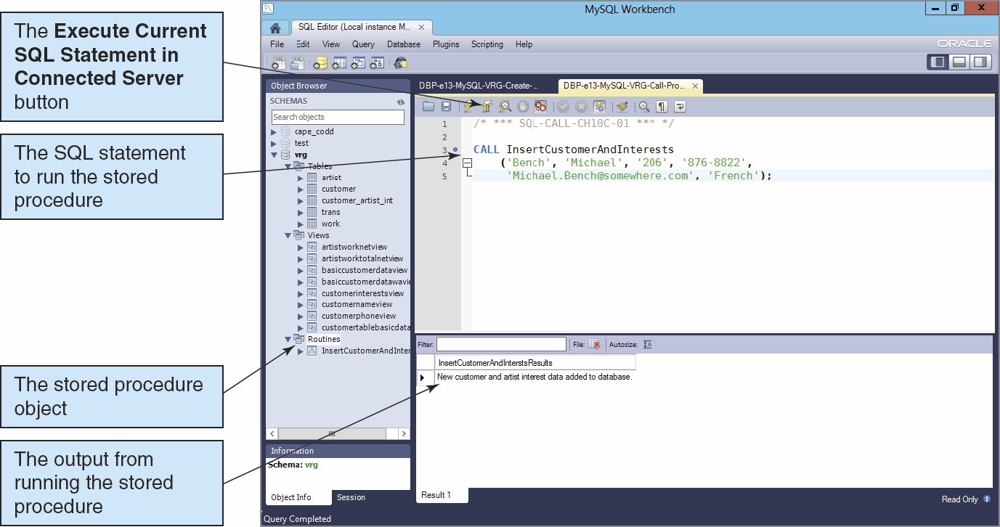 The Execute Current
SQL Statement in
Connected Server
button
The SQL statement
to run the stored
procedure
The stored procedure
object
The output from
running the stored
procedure
MySQL Workbench
SQL Editor (Local instance M...
File Edit View Query Database Plugins Scripting Help
ORACLE
Object Browser
SCHEMAS
Search objects
cape_codd
test
vrg
Tables
artist
customer
customer_artist_int
trans
work
Views
artistworknetview
artistworktotalnetview
basiccustomerdataview
basiccustomerdatawavie
customerinterestsview
customernameview
customerphoneview
customertablebasicdata
Routines
InsertCustomerAndInter
Information
Schema: vrg
Object Info Session
Query Completed
DBP-e13-MySQL-VRG-Create-... DBP-e13-MySQL-VRG-Call-Pro...
1 /* *** SQL-CALL-CH10C-01 *** */
2
3 CALL InsertCustomerAndInterests
4 ('Bench', 'Michael', '206', '876-8822',
5 'Michael.Bench@somewhere.com', 'French');
Filter: File: Autosize:
InsertCustomerAndInterstsResults
New customer and artist interest data added to database.
Result 1
Read Only